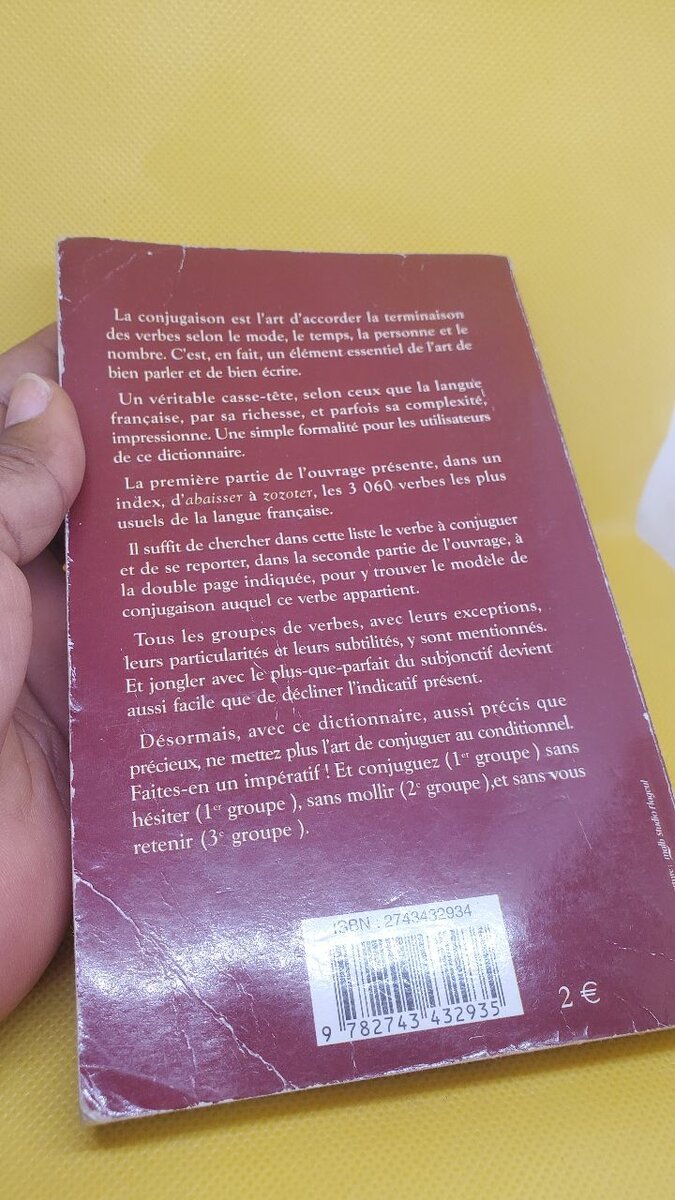 La conjugaison est l'art d'accorder la terminaison
des verbes selon le mode, le temps, la personne et le
nombre. C'est, en fait, un élément essentiel de l'art de
bien parler et de bien écrire.
Un véritable casse-tête, selon ceux que la langue
française, par sa richesse, et parfois sa complexité,
impressionne. Une simple formalité pour les utilisateurs
de ce dictionnaire.
La première partie de l'ouvrage présente, dans un
index, d'abaisser à zozoter, les 3 060 verbes les plus
usuels de la langue française.
Il suffit de chercher dans cette liste le verbe à conjuguer
et de se reporter, dans la seconde partie de l'ouvrage, à
la double page indiquée, pour y trouver le modèle de
conjugaison auquel ce verbe appartient.
Tous les groupes de verbes, avec leurs exceptions,
leurs particularités et leurs subtilités, y sont mentionnés.
Et jongler avec le plus-que-parfait du subjonctif devient
aussi facile que de décliner l'indicatif présent.
Désormais, avec ce dictionnaire, aussi précis que
précieux, ne mettez plus l'art de conjuguer au conditionnel.
Faites-en un impératif ! Et conjuguez (1er groupe ) sans
hésiter (1er groupe ), sans mollir (2e groupe ),et sans vous
retenir (3e groupe ).
ISBN : 2743432934
9 782743 432935
2 €
studio